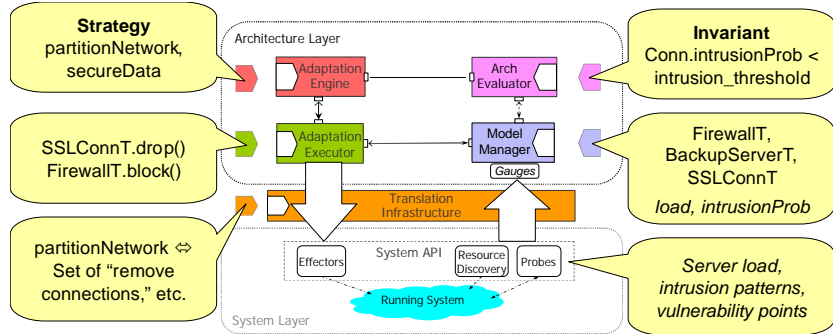 Strategy
partitionNetwork,
secureData
Architecture Layer
Invariant
Conn.intrusionProb <
intrusion_threshold
Adaptation
Engine
Arch
Evaluator
SSLConnT.drop()
FirewallT.block()
Adaptation
Executor
Model
Manager
Gauges
FirewallT,
BackupServerT,
SSLConnT
load, intrusionProb
Translation
Infrastructure
partitionNetwork ⇔
Set of “remove
connections,” etc.
System API
Effectors
Resource
Discovery
Probes
Running System
System Layer
Server load,
intrusion patterns,
vulnerability points